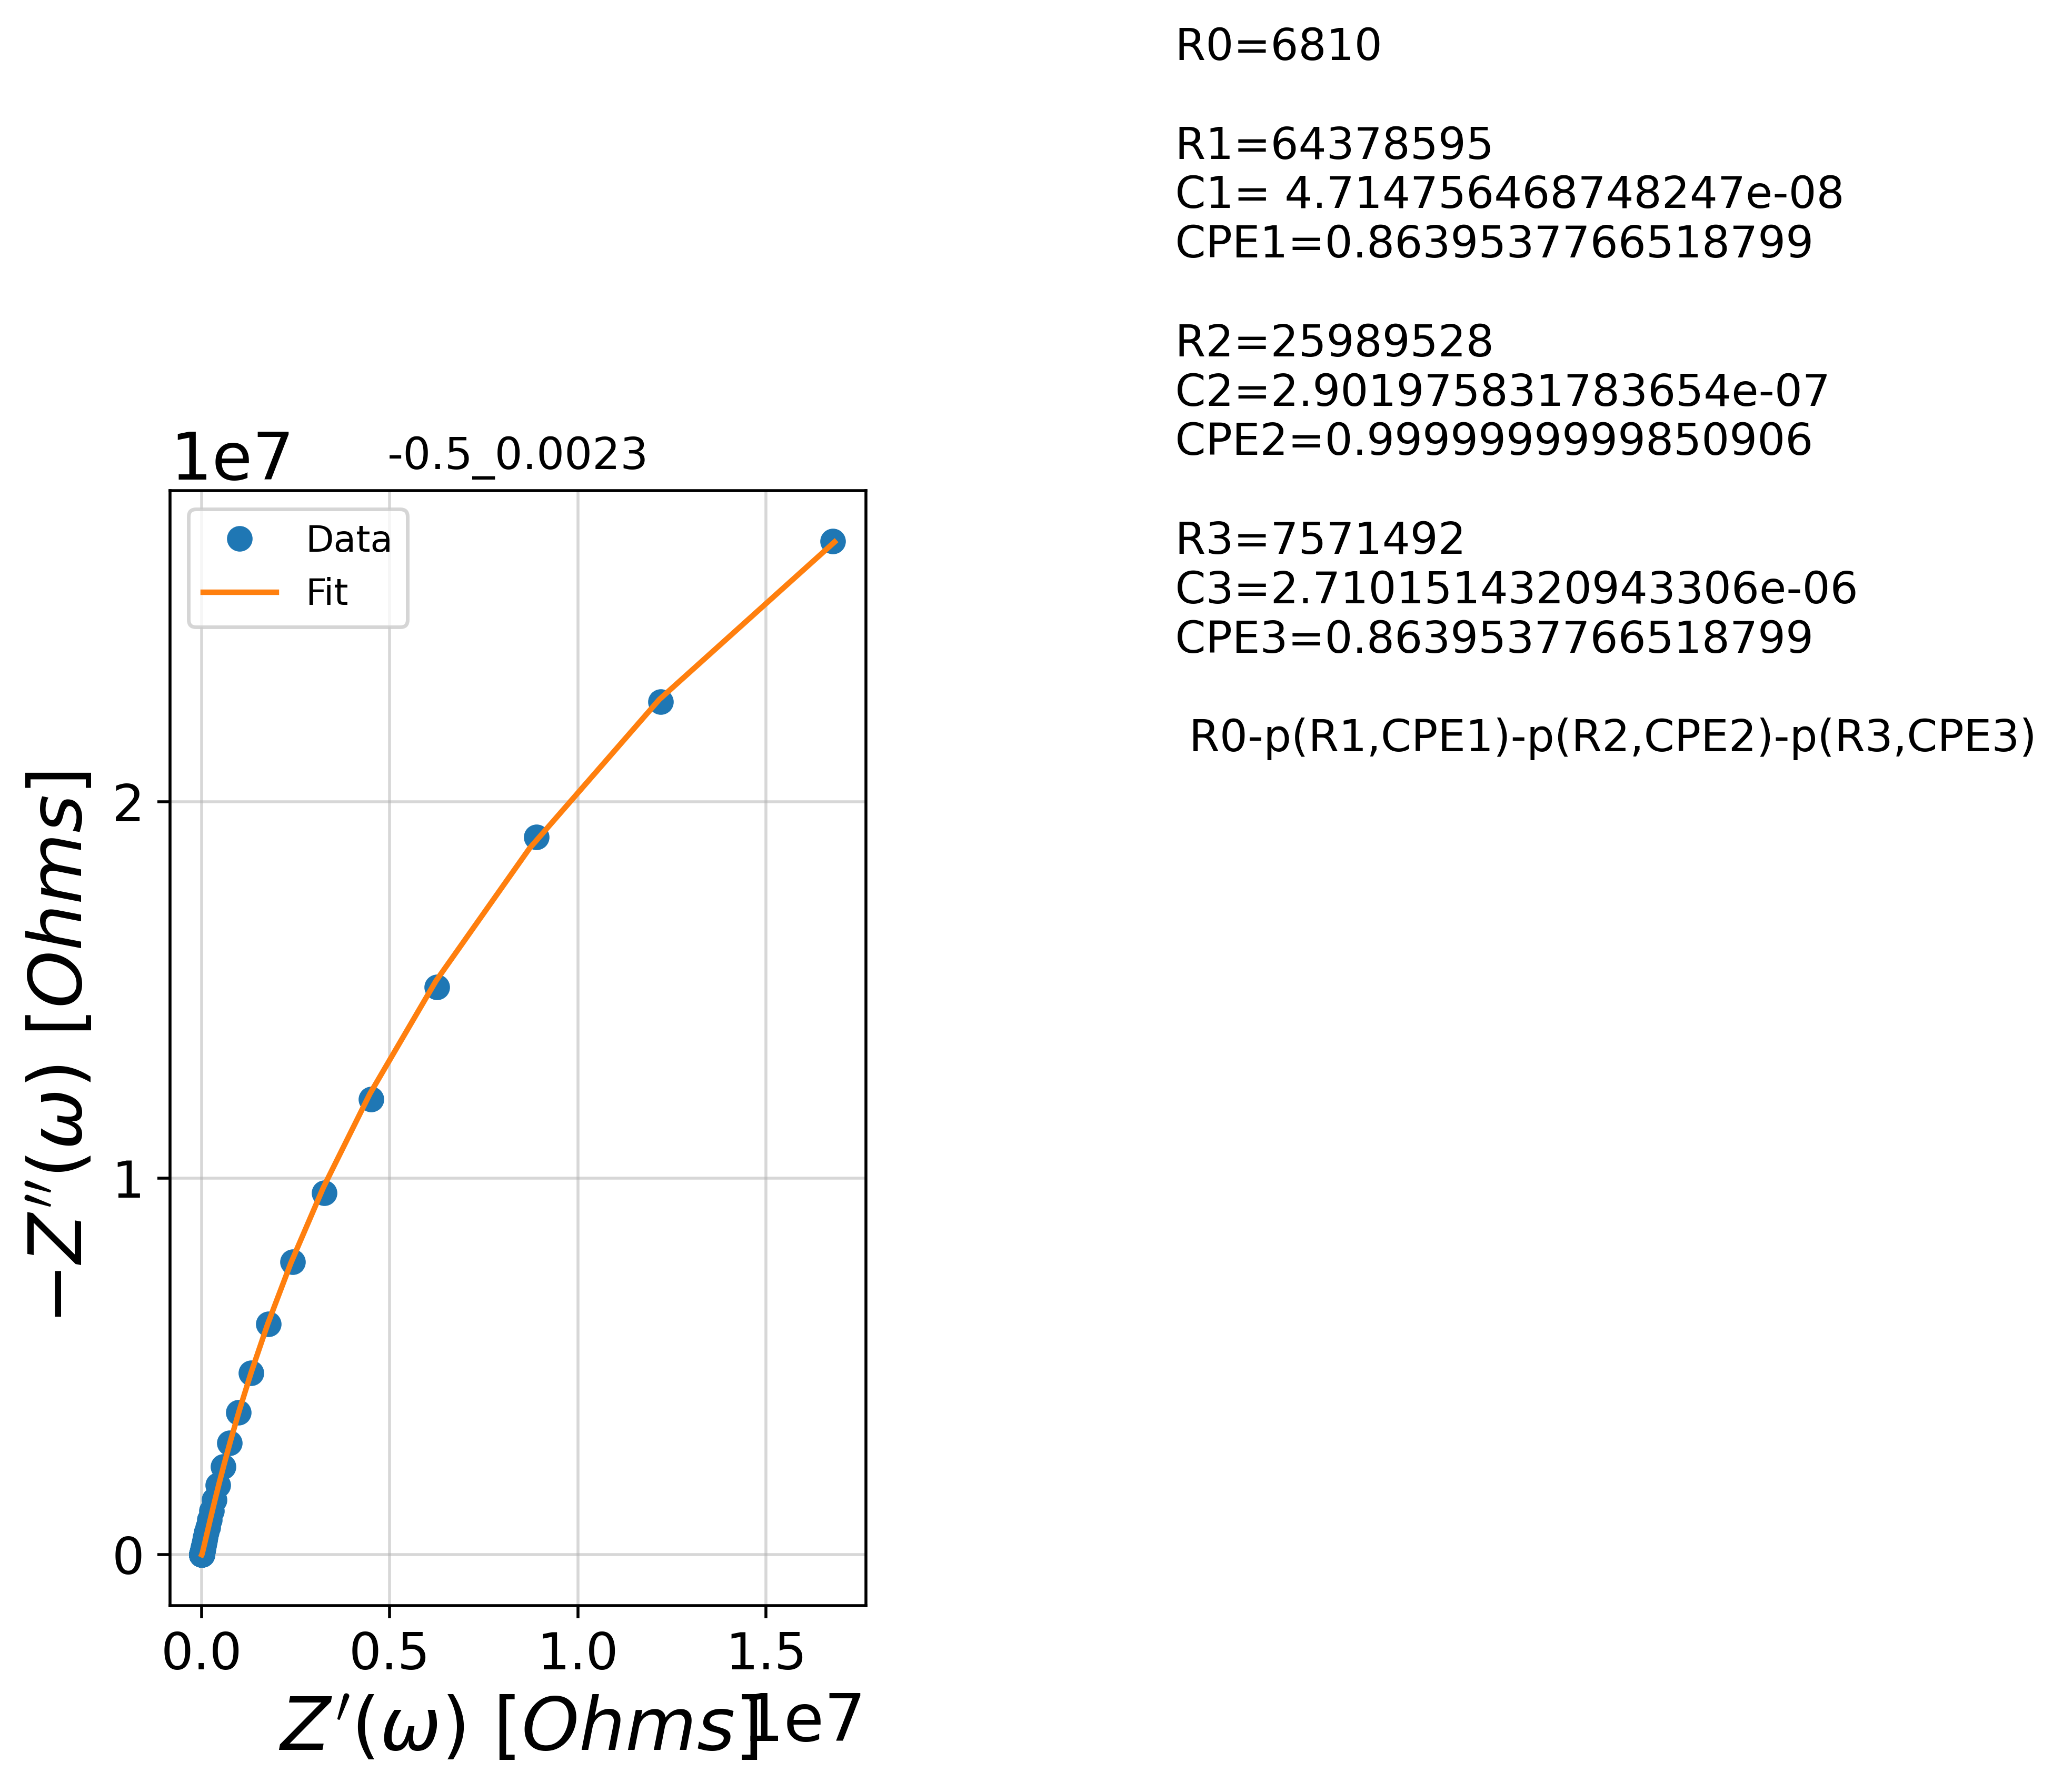 R0=6810
R1=64378595
C1= 4.714756468748247e-08
CPE1=0.8639537766518799
R2=25989528
C2=2.901975831783654e-07
CPE2=0.9999999999850906
R3=7571492
C3=2.7101514320943306e-06
CPE3=0.8639537766518799
R0-p(R1,CPE1)-p(R2,CPE2)-p(R3,CPE3)
1e7
-0.5_0.0023
Data
Fit
2
1
0
−Z′′(ω) [Ohms]
0.0 0.5 1.0 1.5
Z′(ω) [Ohms]
1e7